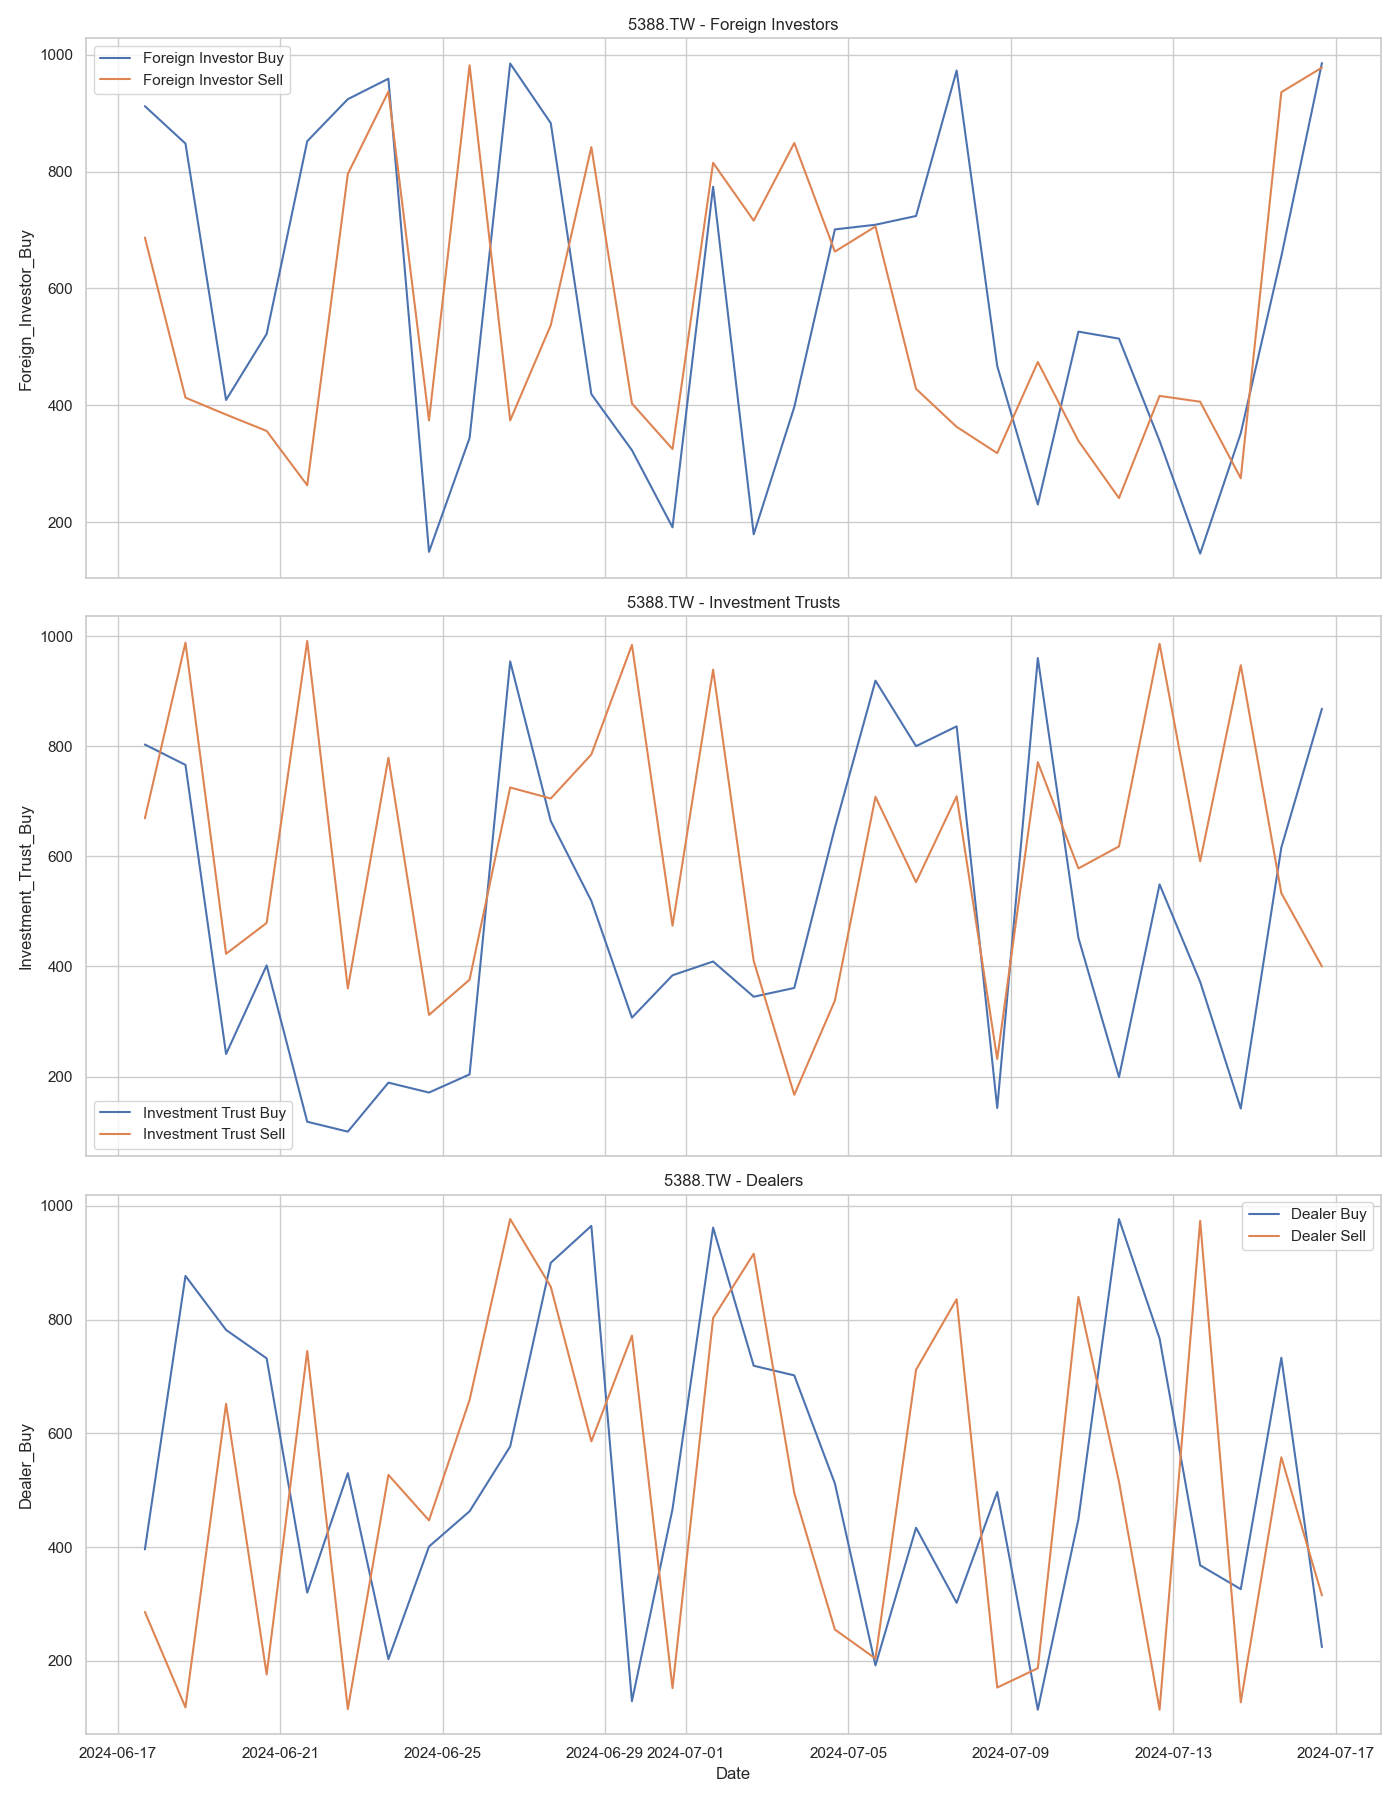 5388.TW - Foreign Investors
Foreign Investor Buy
Foreign Investor Sell
1000
800
600
400
200
Foreign_Investor_Buy
5388.TW - Investment Trusts
1000
800
600
400
200
Investment_Trust_Buy
Investment Trust Buy
Investment Trust Sell
5388.TW - Dealers
Dealer Buy
Dealer Sell
1000
800
600
400
200
Dealer_Buy
2024-06-17 2024-06-21 2024-06-25 2024-06-29 2024-07-01 2024-07-05 2024-07-09 2024-07-13 2024-07-17
Date